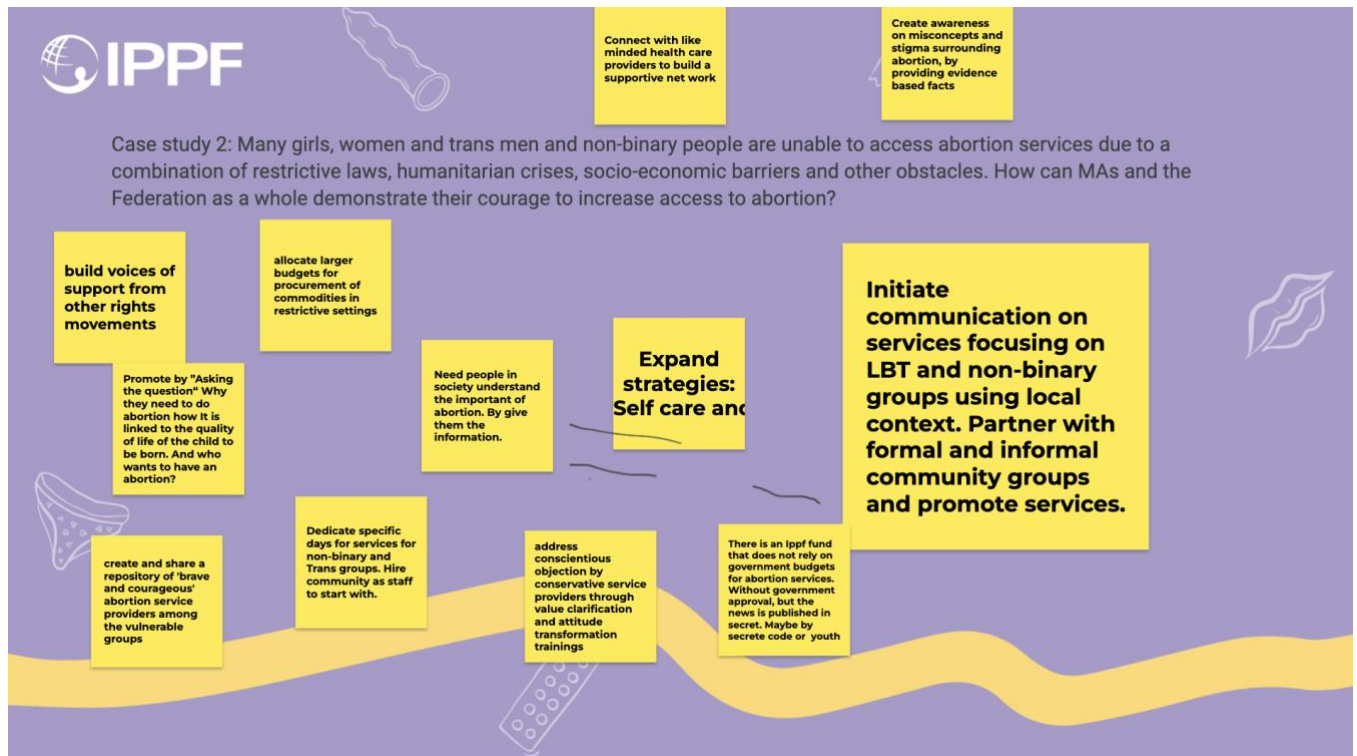 IPPF
Connect with like
minded health care
providers to build a
supportive net work
Create awareness
on misconcepts and
stigma surrounding
abortion, by
providing evidence
based facts
Case study 2: Many girls, women and trans men and non-binary people are unable to access abortion services due to a
combination of restrictive laws, humanitarian crises, socio-economic barriers and other obstacles. How can MAs and the
Federation as a whole demonstrate their courage to increase access to abortion?
build voices of
support from
other rights
movements
allocate larger
budgets for
procurement of
commodities in
restrictive settings
Promote by "Asking
the question" Why
they need to do
abortion how It is
linked to the quality
of life of the child to
be born. And who
wants to have an
abortion?
Need people in
society understand
the important of
abortion. By give
them the
information.
Expand
strategies:
Self care and
Initiate
communication on
services focusing on
LBT and non-binary
groups using local
context. Partner with
formal and informal
community groups
and promote services.
create and share a
repository of 'brave
and courageous'
abortion service
providers among
the vulnerable
groups
Dedicate specific
days for services for
non-binary and
Trans groups. Hire
community as staff
to start with.
address
conscientious
objection by
conservative service
providers through
value clarification
and attitude
transformation
trainings
There is an Ippf fund
that does not rely on
government budgets
for abortion services.
Without government
approval, but the
news is published in
secret. Maybe by
secrete code or youth